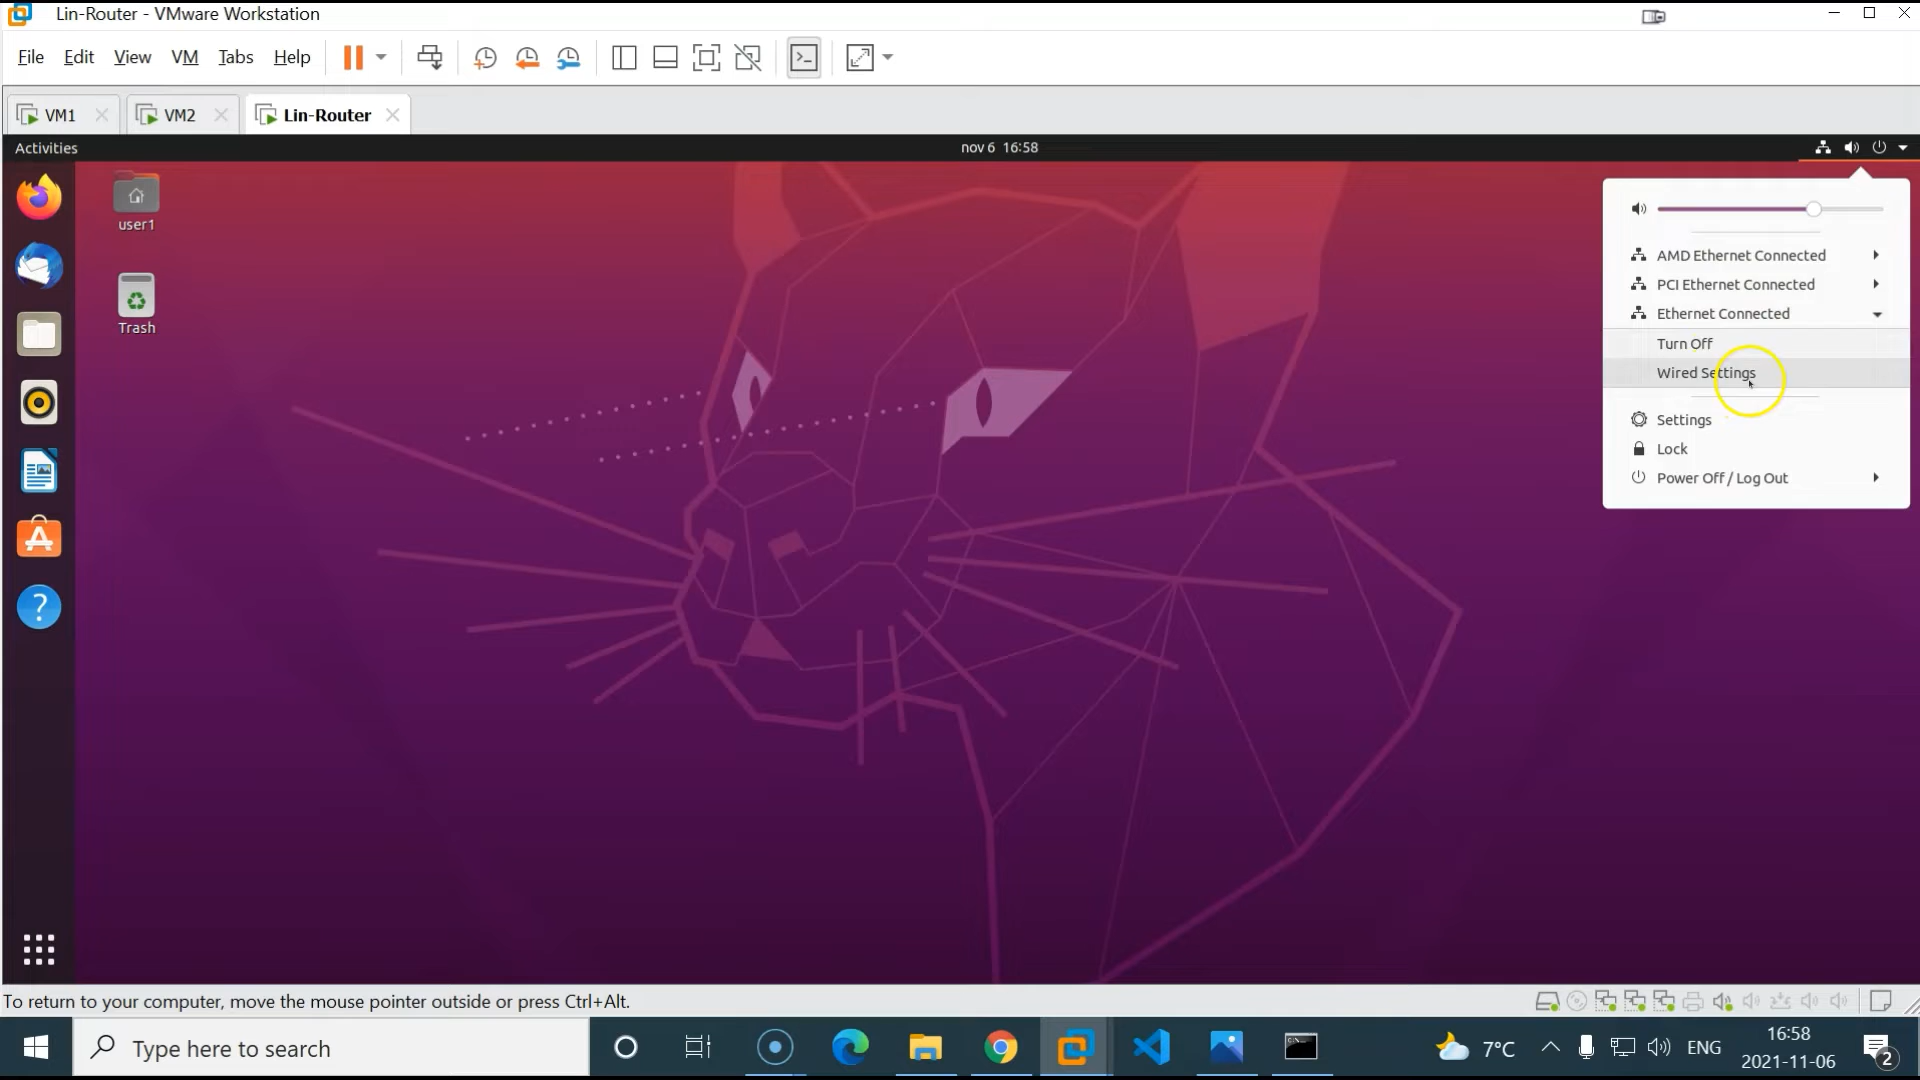 Lin-Router - VMware Workstation
File Edit View VM Tabs Help
VM1 VM2 Lin-Router
Activities nov 6 16:58
user1
Trash
AMD Ethernet Connected
PCI Ethernet Connected
Ethernet Connected
Turn Off
Wired Settings
Settings
Lock
Power Off / Log Out
To return to your computer, move the mouse pointer outside or press Ctrl+Alt.
Type here to search
7°C ENG 16:58
2021-11-06
2